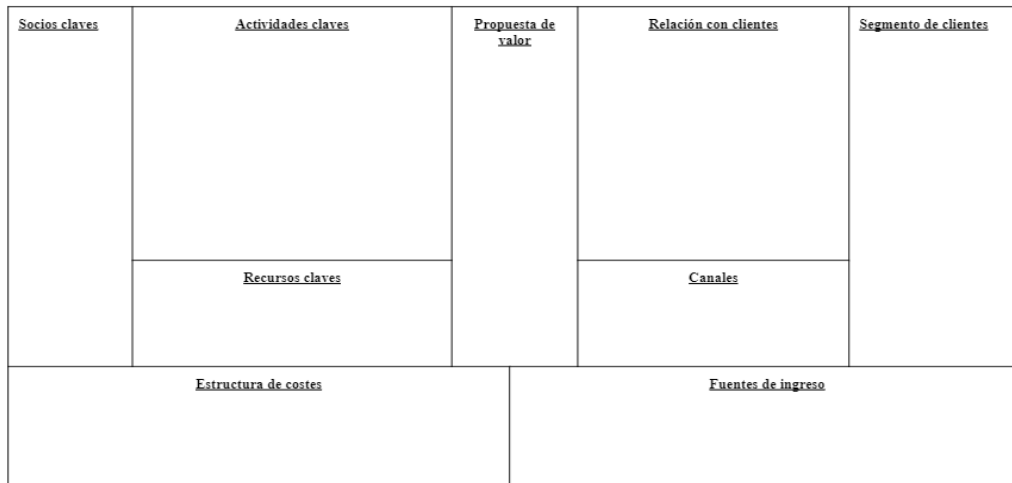 Socios claves
Actividades claves
Propuesta de
valor
Relación con clientes
Segmento de clientes
Recursos claves
Canales
Estructura de costes
Fuentes de ingreso